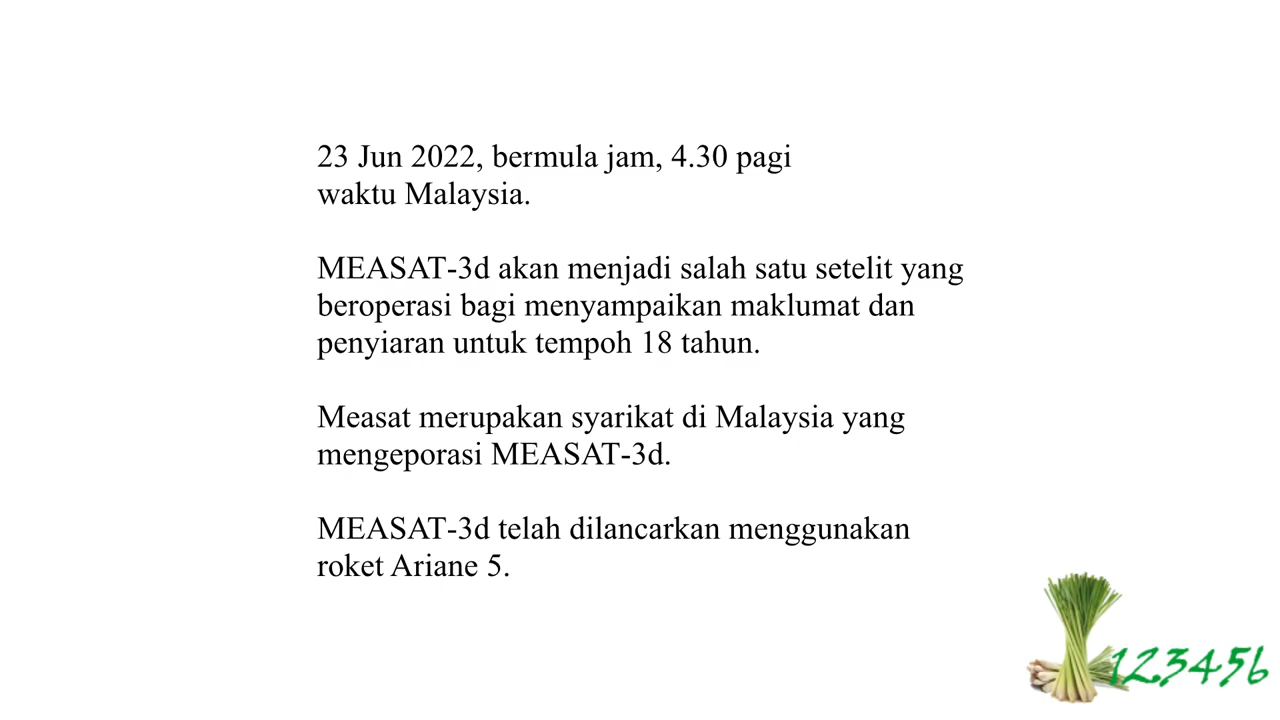 23 Jun 2022, bermula jam, 4.30 pagi
waktu Malaysia.
MEASAT-3d akan menjadi salah satu setelit yang
beroperasi bagi menyampaikan maklumat dan
penyiaran untuk tempoh 18 tahun.
Measat merupakan syarikat di Malaysia yang
mengeporasi MEASAT-3d.
MEASAT-3d telah dilancarkan menggunakan
roket Ariane 5.
123456